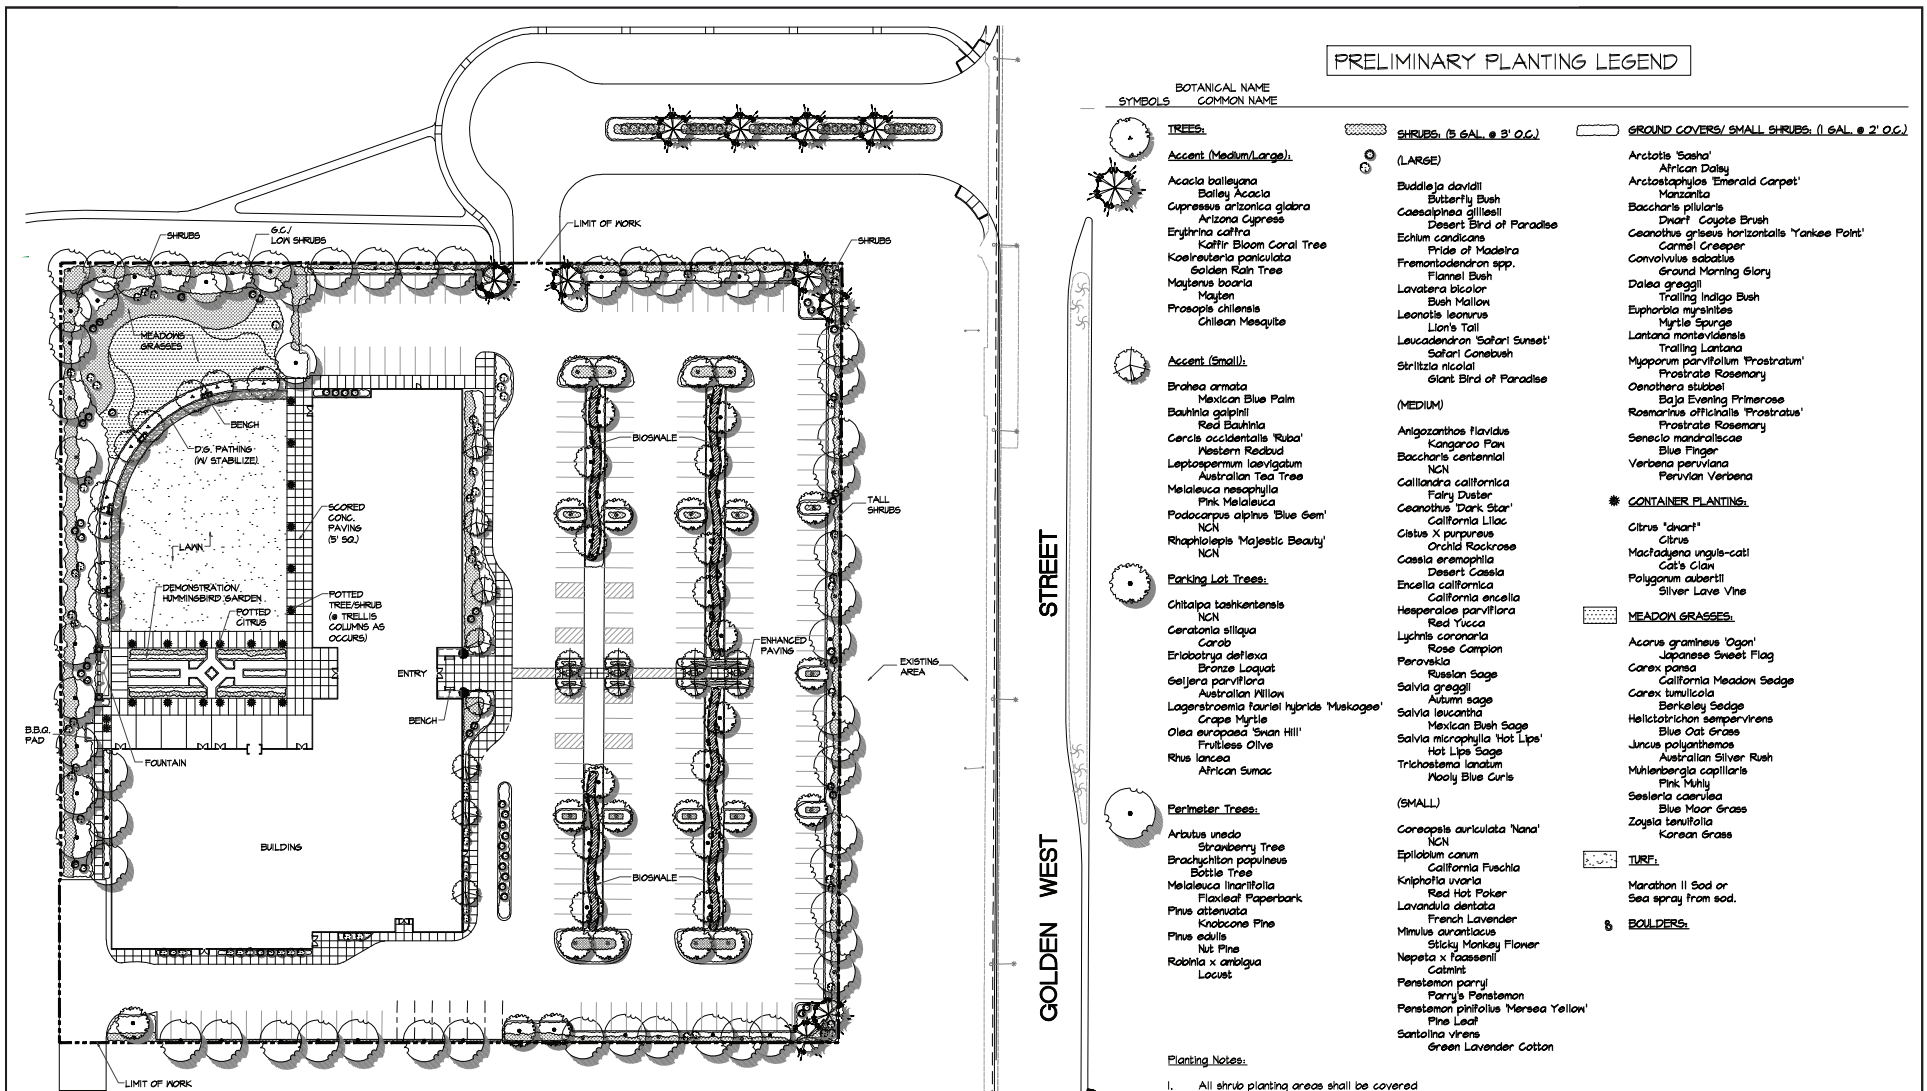 PRELIMINARY PLANTING LEGEND
SYMBOLS
BOTANICAL NAME
COMMON NAME
TREES:
Accent (Medium/Large):
Acacia baileyana
Bailey Acacia
Cupressus arizonica glabra
Arizona Cypress
Erythrina caffra
Kaffir Bloom Coral Tree
Koelreuteria paniculata
Golden Rain Tree
Maytenus boaria
Mayten
Prosopis chilensis
Chilean Mesquite
Accent (Small):
Brahea armata
Mexican Blue Palm
Bauhinia galpinii
Red Bauhinia
Cercis occidentalis 'Ruba'
Western Redbud
Leptospermum laevigatum
Australian Tea Tree
Melaleuca nesophylla
Pink Melaleuca
Podocarpus alpinus 'Blue Gem'
NCN
Rhaphiolepis 'Majestic Beauty'
NCN
Parking Lot Trees:
Chitalpa tashkentensis
NCN
Ceratonia siliqua
Carob
Eriobotrya deflexa
Bronze Loquat
Geijera parviflora
Australian Willow
Lagerstroemia fauriei hybrids 'Muskogee'
Crape Myrtle
Olea europaea 'Swan Hill'
Fruitless Olive
Rhus lancea
African Sumac
Perimeter Trees:
Arbutus unedo
Strawberry Tree
Brachychiton populneus
Bottle Tree
Melaleuca linariifolia
Flaxleaf Paperbark
Pinus attenuata
Knobcone Pine
Pinus edulis
Nut Pine
Robinia x ambigua
Locust
Planting Notes:
1. All shrub planting areas shall be covered
SHRUBS: (5 GAL. @ 3' O.C.)
(LARGE)
Buddleja davidii
Butterfly Bush
Caesalpinea gilliesii
Desert Bird of Paradise
Echium candicans
Pride of Madeira
Fremontodendron spp.
Flannel Bush
Lavatera bicolor
Bush Mallow
Leonotis leonurus
Lion's Tail
Leucadendron 'Safari Sunset'
Safari Conebush
Strlitzia nicolai
Giant Bird of Paradise
(MEDIUM)
Anigozanthos flavidus
Kangaroo Paw
Baccharis centennial
NCN
Calliandra californica
Fairy Duster
Ceanothus 'Dark Star'
California Lilac
Cistus X purpureus
Orchid Rockrose
Cassia eremophila
Desert Cassia
Encelia californica
California encelia
Hesperaloe parviflora
Red Yucca
Lychnis coronaria
Rose Campion
Perovskia
Russian Sage
Salvia greggii
Autumn sage
Salvia leucantha
Mexican Bush Sage
Salvia microphylla 'Hot Lips'
Hot Lips Sage
Trichostema lanatum
Wooly Blue Curls
(SMALL)
Coreopsis auriculata 'Nana'
NCN
Epilobium canum
California Fuschia
Kniphofia uvaria
Red Hot Poker
Lavandula dentata
French Lavender
Mimulus aurantiacus
Sticky Monkey Flower
Nepeta x faassenii
Catmint
Penstemon parryi
Parry's Penstemon
Penstemon pinifolius 'Mersea Yellow'
Pine Leaf
Santolina virens
Green Lavender Cotton
GROUND COVERS/ SMALL SHRUBS: (1 GAL. @ 2' O.C.)
Arctotis 'Sasha'
African Daisy
Arctostaphylos 'Emerald Carpet'
Manzanita
Baccharis pilularis
Dwarf Coyote Brush
Ceanothus griseus horizontalis 'Yankee Point'
Carmel Creeper
Convolvulus sabatius
Ground Morning Glory
Dalea greggii
Trailing Indigo Bush
Euphorbia myrsinites
Myrtle Spurge
Lantana montevidensis
Trailing Lantana
Myoporum parvifolium 'Prostratum'
Prostrate Rosemary
Oenothera stubbei
Baja Evening Primerose
Rosmarinus officinalis 'Prostratus'
Prostrate Rosemary
Senecio mandraliscae
Blue Finger
Verbena peruviana
Peruvian Verbena
CONTAINER PLANTING:
Citrus "dwarf"
Citrus
Macfadyena unguis-cati
Cat's Claw
Polygonum aubertii
Silver Lave Vine
MEADOW GRASSES:
Acorus gramineus 'Ogon'
Japanese Sweet Flag
Carex pansa
California Meadow Sedge
Carex tumulicola
Berkeley Sedge
Helictotrichon sempervirens
Blue Oat Grass
Juncus polyanthemos
Australian Silver Rush
Muhlenbergia capillaris
Pink Muhly
Sesleria caerulea
Blue Moor Grass
Zoysia tenuifolia
Korean Grass
TURF:
Marathon II Sod or
Sea spray from sod.
BOULDERS:
SHRUBS
G.C./
LOW SHRUBS
LIMIT OF WORK
SHRUBS
MEADOWS
GRASSES
BENCH
D.G. PATHING
(W/ STABILIZE).
BIOSWALE
TALL
SHRUBS
SCORED
CONC.
PAVING
(5' SQ.)
LAWN
DEMONSTRATION/
HUMMINGBIRD GARDEN
POTTED
CITRUS
POTTED
TREE/SHRUB
(@ TRELLIS
COLUMNS AS
OCCURS)
ENHANCED
PAVING
ENTRY
EXISTING
AREA
BENCH
B.B.Q.
PAD
FOUNTAIN
BUILDING
BIOSWALE
LIMIT OF WORK
GOLDEN WEST STREET